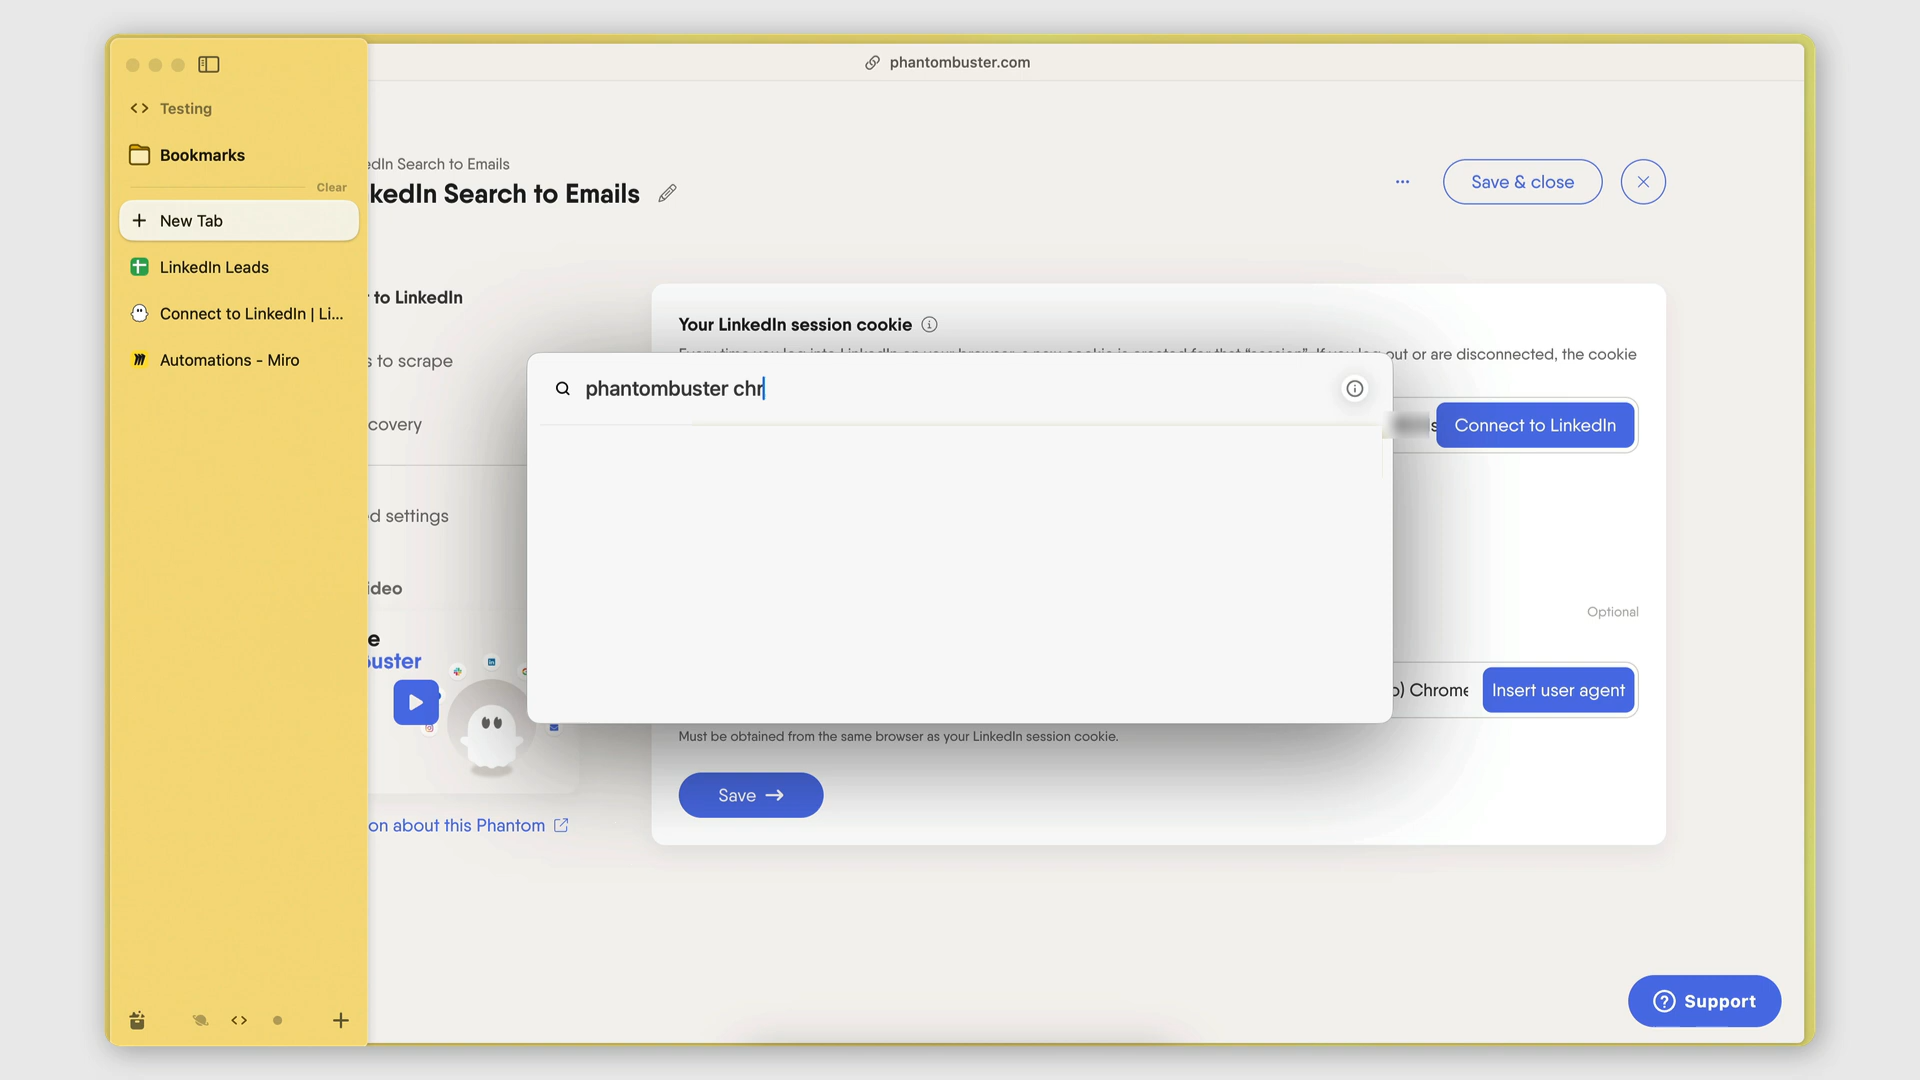 phantombuster.com
Testing
Bookmarks
Clear
New Tab
LinkedIn Leads
Connect to LinkedIn | Li...
Automations - Miro
edIn Search to Emails
kedIn Search to Emails
Save & close
to LinkedIn
s to scrape
covery
d settings
ideo
e
buster
on about this Phantom
Your LinkedIn session cookie
out or are disconnected, the cookie
phantombuster chr
s
Connect to LinkedIn
Optional
o) Chrome
Insert user agent
Must be obtained from the same browser as your LinkedIn session cookie.
Save
Support